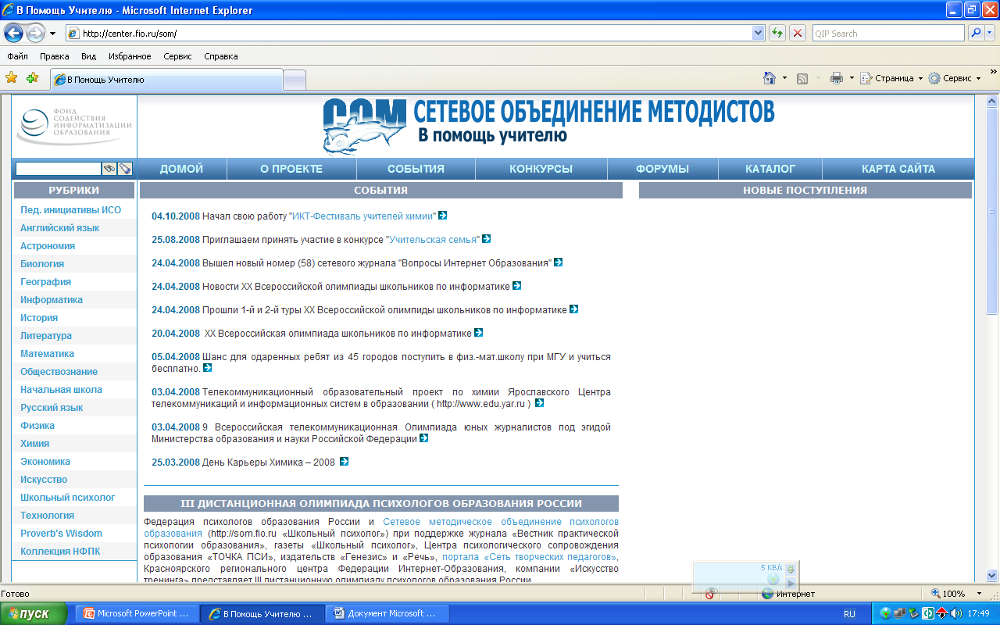 В Помощь Учителю - Microsoft Internet Explorer
http://center.fio.ru/som/
QIP Search
Файл Правка Вид Избранное Сервис Справка
В Помощь Учителю
Страница Сервис
ФОНД
СОДЕЙСТВИЯ
ИНФОРМАТИЗАЦИИ
ОБРАЗОВАНИЯ
СОМ
СЕТЕВОЕ ОБЪЕДИНЕНИЕ МЕТОДИСТОВ
В помощь учителю
ДОМОЙ О ПРОЕКТЕ СОБЫТИЯ КОНКУРСЫ ФОРУМЫ КАТАЛОГ КАРТА САЙТА
РУБРИКИ
Пед. инициативы ИСО
Английский язык
Астрономия
Биология
География
Информатика
История
Литература
Математика
Обществознание
Начальная школа
Русский язык
Физика
Химия
Экономика
Искусство
Школьный психолог
Технология
Proverb's Wisdom
Коллекция НФПК
СОБЫТИЯ
04.10.2008 Начал свою работу "ИКТ-Фестиваль учителей химии"
25.08.2008 Приглашаем принять участие в конкурсе "Учительская семья"
24.04.2008 Вышел новый номер (58) сетевого журнала "Вопросы Интернет Образования"
24.04.2008 Новости XX Всероссийской олимпиады школьников по информатике
24.04.2008 Прошли 1-й и 2-й туры XX Всероссийской олимпиды школьников по информатике
20.04.2008 XX Всероссийская олимпиада школьников по информатике
05.04.2008 Шанс для одаренных ребят из 45 городов поступить в физ.-мат.школу при МГУ и учиться
бесплатно.
03.04.2008 Телекоммуникационный образовательный проект по химии Ярославского Центра
телекоммуникаций и информационных систем в образовании ( http://www.edu.yar.ru )
03.04.2008 9 Всероссийская телекоммуникационная Олимпиада юных журналистов под эгидой
Министерства образования и науки Российской Федерации
25.03.2008 День Карьеры Химика – 2008
III ДИСТАНЦИОННАЯ ОЛИМПИАДА ПСИХОЛОГОВ ОБРАЗОВАНИЯ РОССИИ
Федерация психологов образования России и Сетевое методическое объединение психологов
образования (http://som.fio.ru «Школьный психолог») при поддержке журнала «Вестник практической
психологии образования», газеты «Школьный психолог», Центра психологического сопровождения
образования «ТОЧКА ПСИ», издательств «Генезис» и «Речь», портала «Сеть творческих педагогов»,
Красноярского регионального центра Федерации Интернет-Образования, компании «Искусство
тренинга» представляет III дистанционную олимпиаду психологов образования России.
НОВЫЕ ПОСТУПЛЕНИЯ
5 KB/s
Готово
Интернет
100%
пуск
Microsoft PowerPoint ...
В Помощь Учителю ...
Документ Microsoft ...
RU
17:49